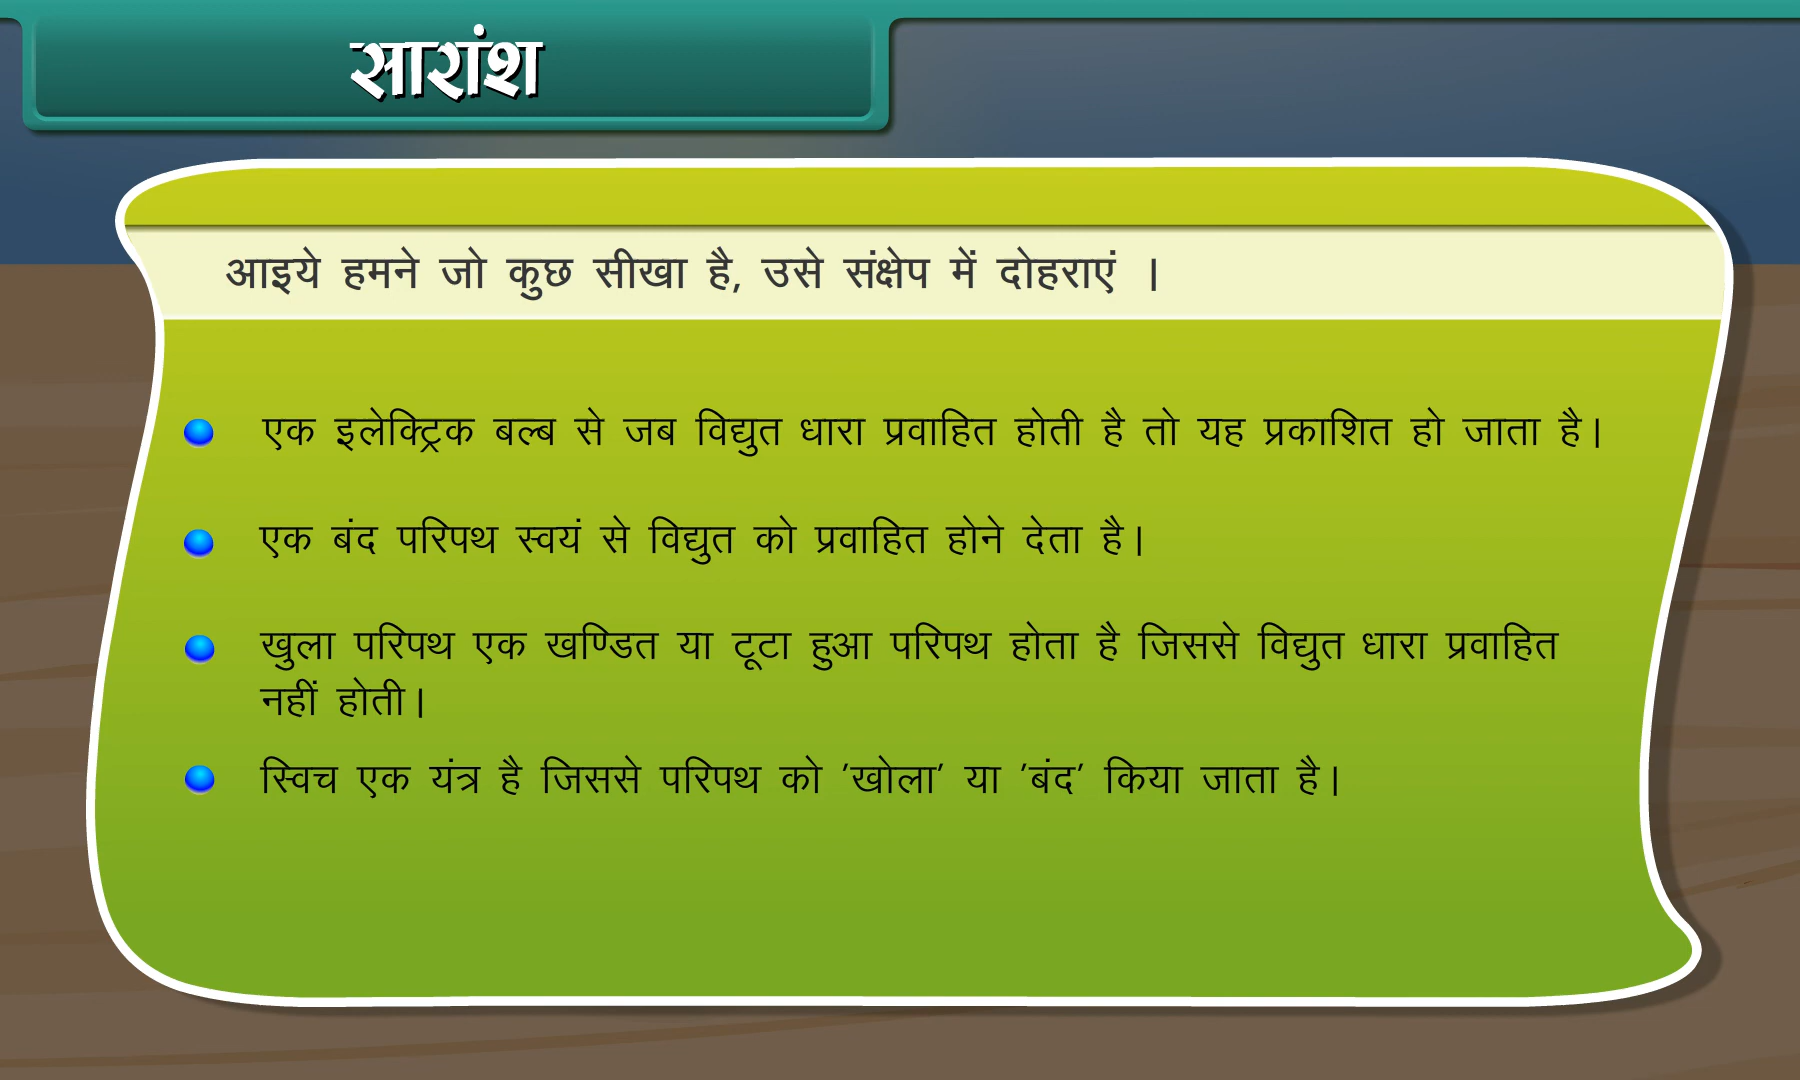 सारांश
आइये हमने जो कुछ सीखा है, उसे संक्षेप में दोहराएं ।
एक इलेक्ट्रिक बल्ब से जब विद्युत धारा प्रवाहित होती है तो यह प्रकाशित हो जाता है।
एक बंद परिपथ स्वयं से विद्युत को प्रवाहित होने देता है।
खुला परिपथ एक खण्डित या टूटा हुआ परिपथ होता है जिससे विद्युत धारा प्रवाहित
नहीं होती।
स्विच एक यंत्र है जिससे परिपथ को ’खोला’ या ’बंद’ किया जाता है।